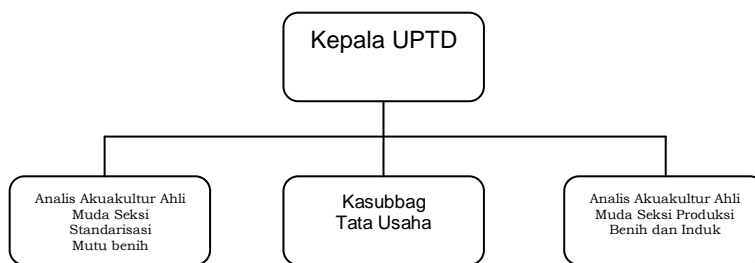 Kepala UPTD
Analis Akuakultur Ahli
Muda Seksi
Standarisasi
Mutu benih
Kasubbag
Tata Usaha
Analis Akuakultur Ahli
Muda Seksi Produksi
Benih dan Induk